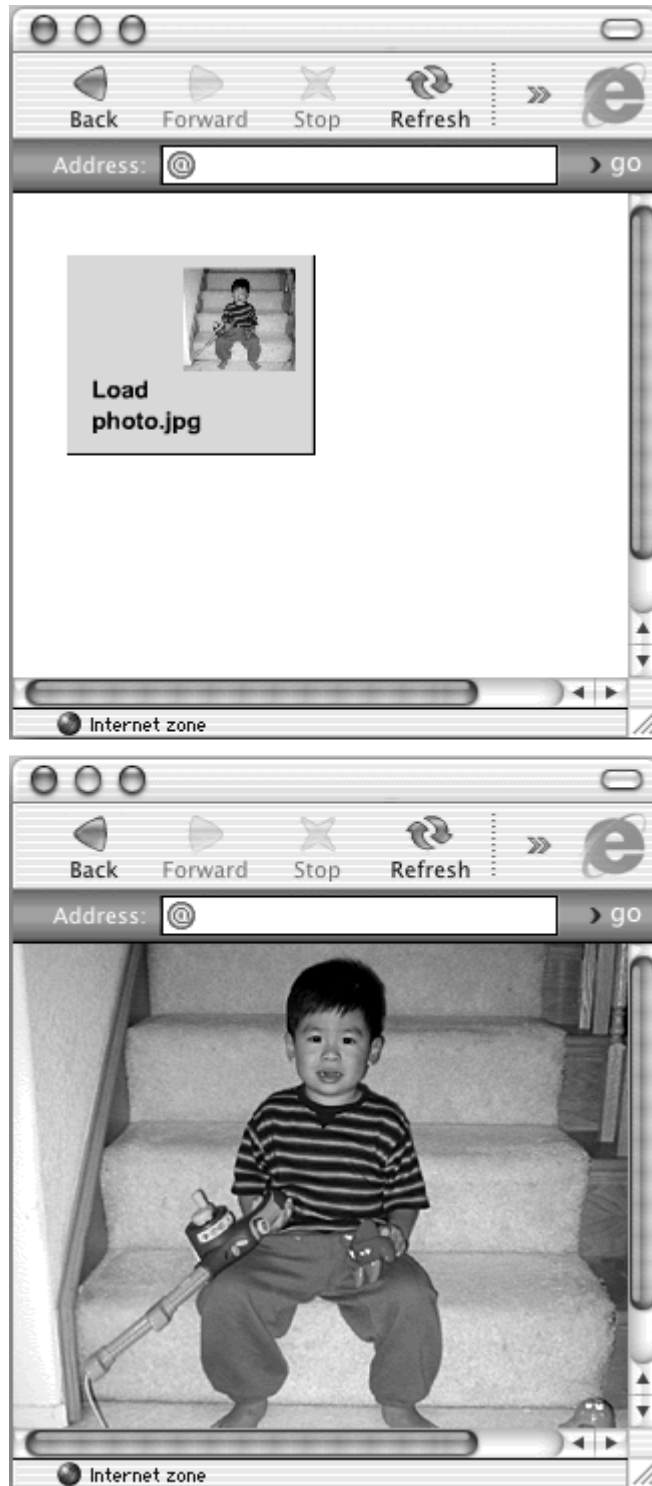 Back Forward Stop Refresh
Address: @ go
Load
photo.jpg
Internet zone
Back Forward Stop Refresh
Address: @ go
Internet zone